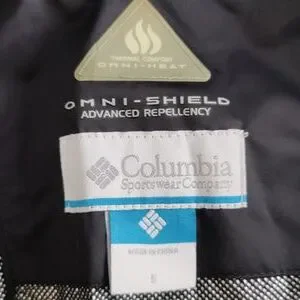 THERMAL COMFORT
OMNI-HEAT
OMNI-SHIELD
ADVANCED REPELLENCY
Columbia
Sportswear Company